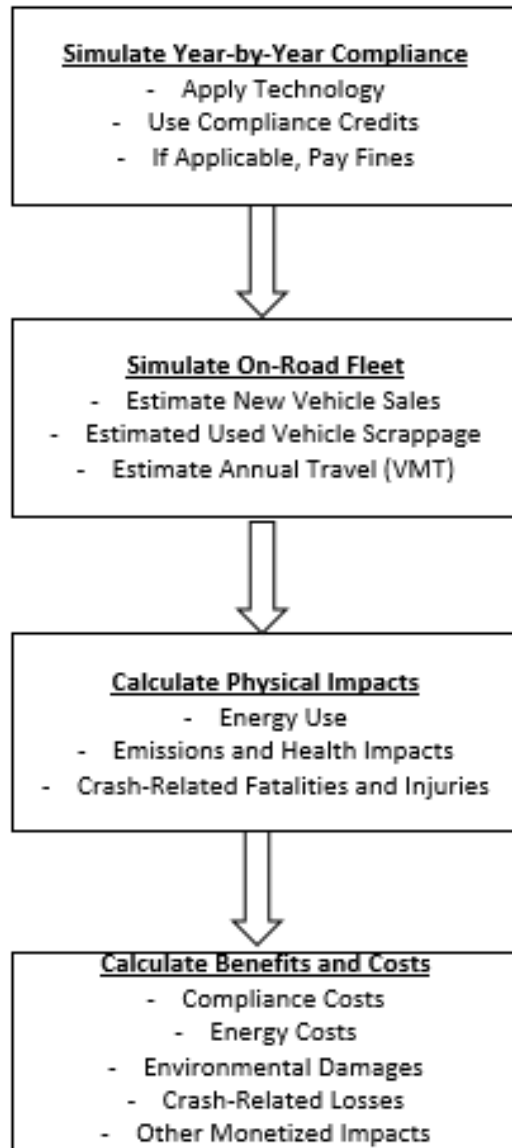 Simulate Year-by-Year Compliance
- Apply Technology
- Use Compliance Credits
- If Applicable, Pay Fines
Simulate On-Road Fleet
- Estimate New Vehicle Sales
- Estimated Used Vehicle Scrappage
- Estimate Annual Travel (VMT)
Calculate Physical Impacts
- Energy Use
- Emissions and Health Impacts
- Crash-Related Fatalities and Injuries
Calculate Benefits and Costs
- Compliance Costs
- Energy Costs
- Environmental Damages
- Crash-Related Losses
- Other Monetized Impacts